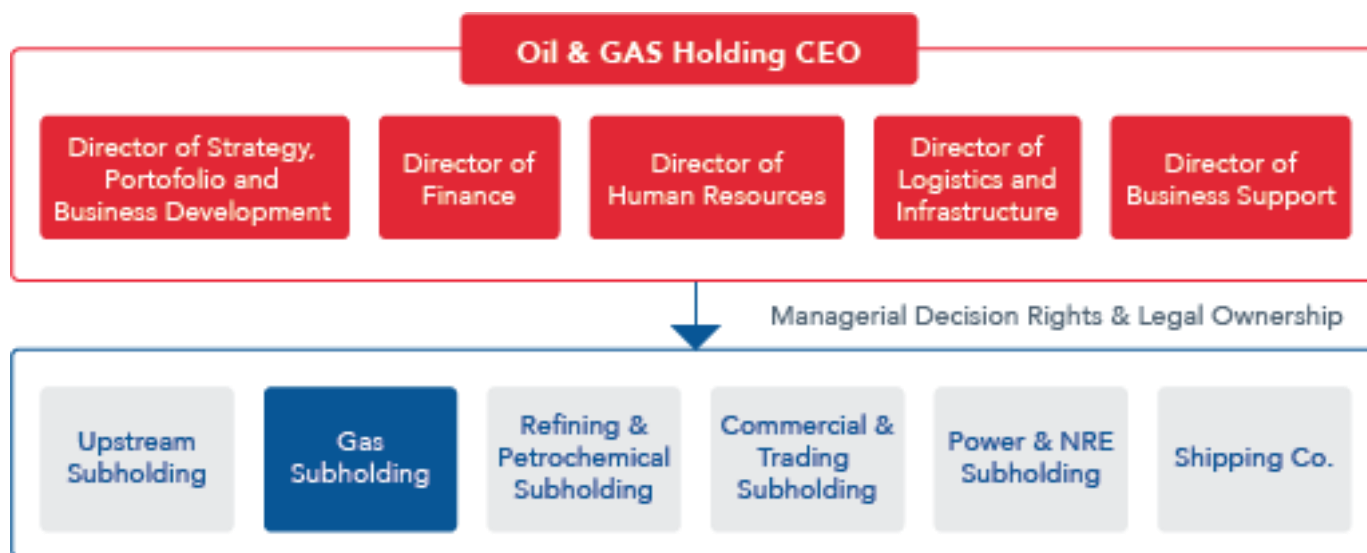 Oil & GAS Holding CEO
Director of Strategy,
Portofolio and
Business Development
Director of
Finance
Director of
Human Resources
Director of
Logistics and
Infrastructure
Director of
Business Support
Managerial Decision Rights & Legal Ownership
Upstream
Subholding
Gas
Subholding
Refining &
Petrochemical
Subholding
Commercial &
Trading
Subholding
Power & NRE
Subholding
Shipping Co.